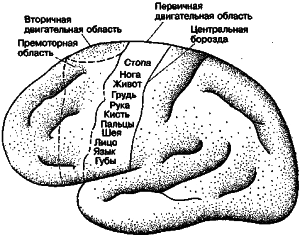 Вторичная
двигательная область
Премоторная
область
Первичная
двигательная область
Центральная
борозда
Стопа
Нога
Живот
Грудь
Рука
Кисть
Пальцы
Шея
Лицо
Язык
Губы